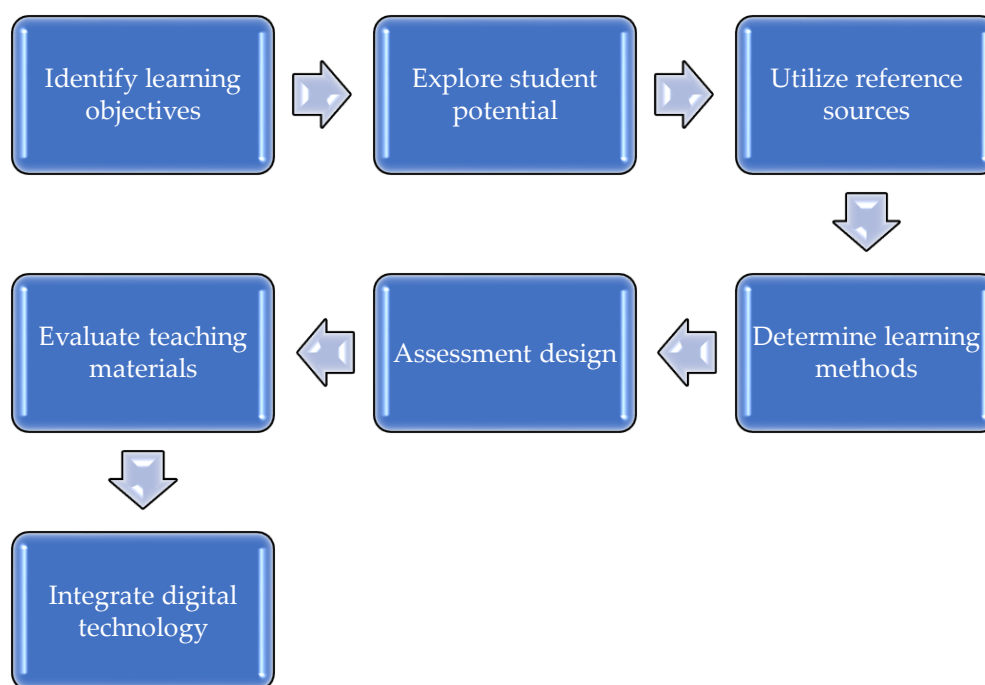 Identify learning
objectives
Explore student
potential
Utilize reference
sources
Determine learning
methods
Assessment design
Evaluate teaching
materials
Integrate digital
technology